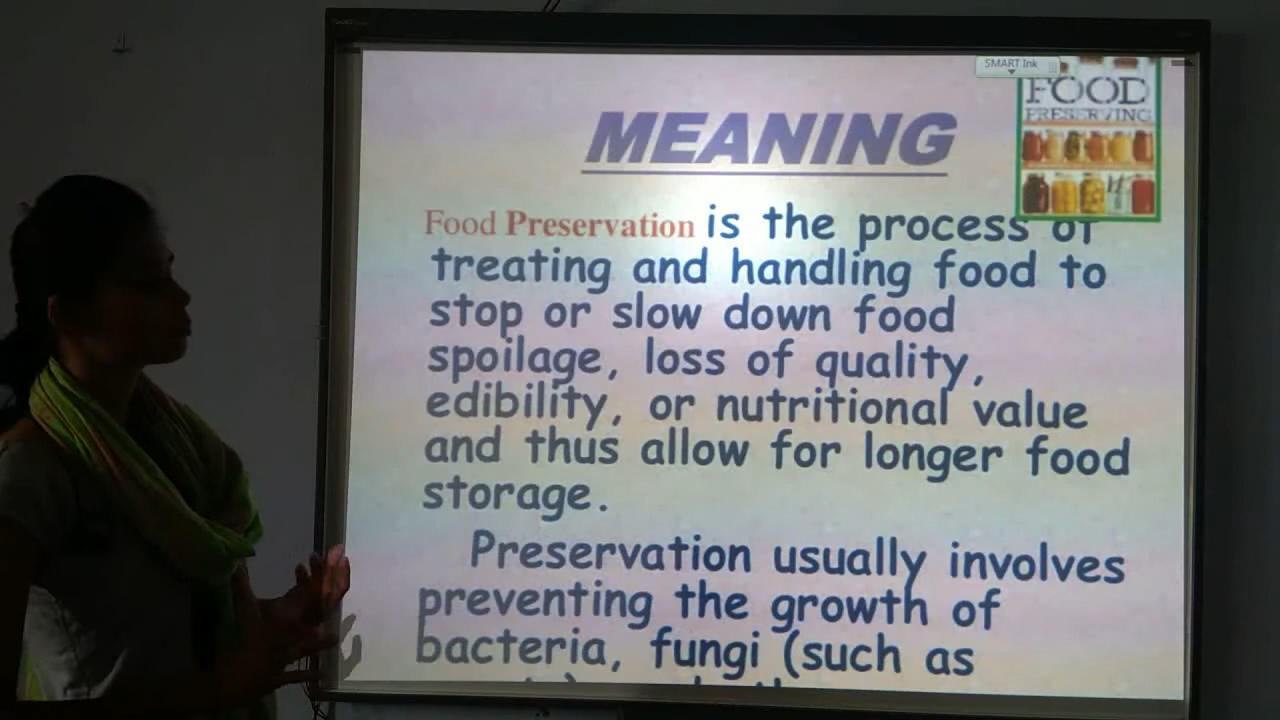 SMART Ink
FOOD
PRESERVING
MEANING
Food Preservation is the process of
treating and handling food to
stop or slow down food
spoilage, loss of quality,
edibility, or nutritional value
and thus allow for longer food
storage.
Preservation usually involves
preventing the growth of
bacteria, fungi (such as